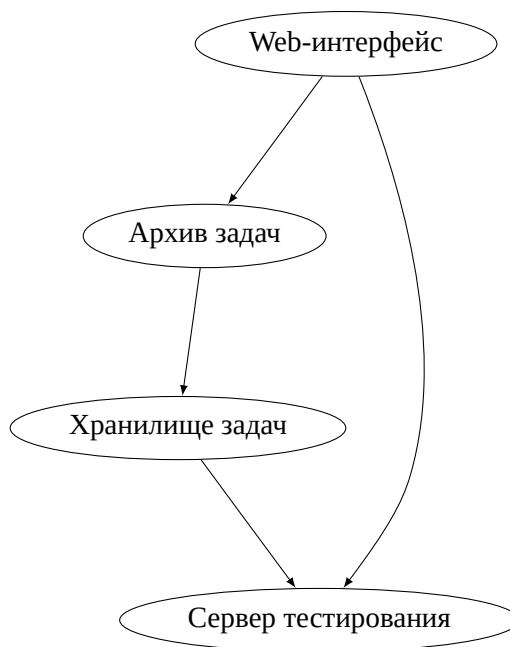 Web-интерфейс
Архив задач
Хранилище задач
Сервер тестирования